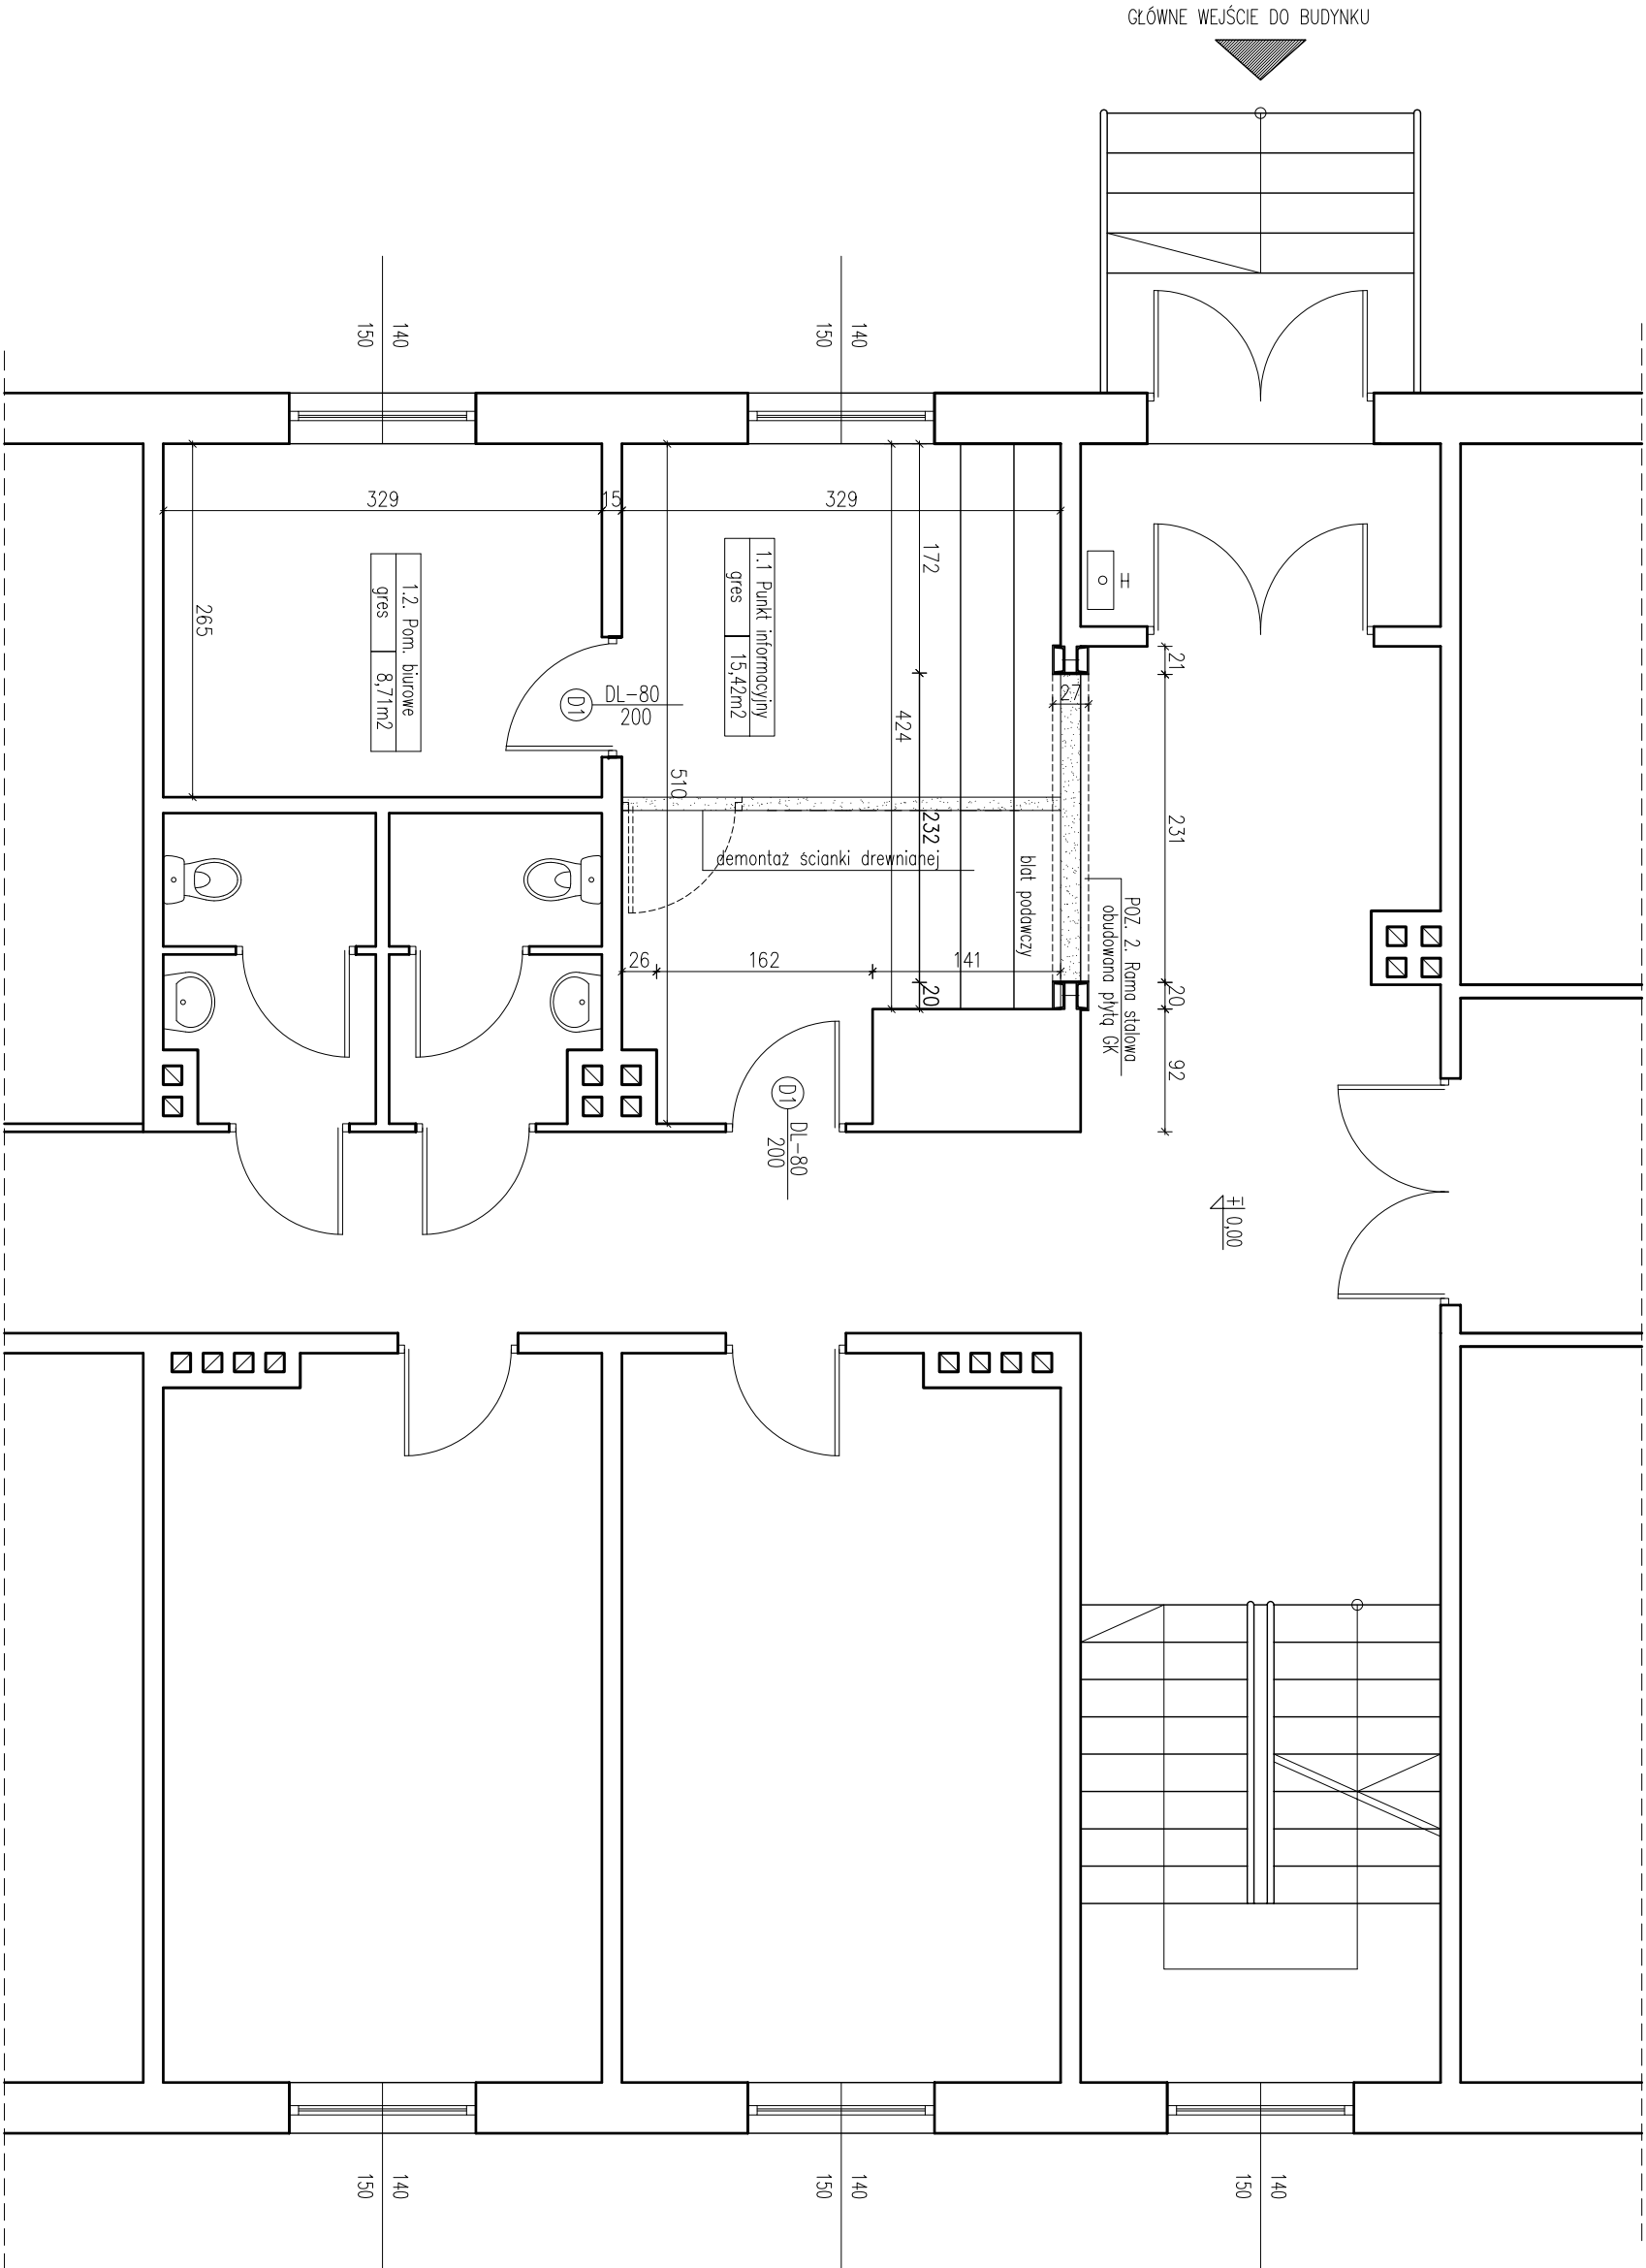 GŁÓWNE WEJŚCIE DO BUDYNKU
140
150
140
150
329
15
329
172
H
265
1.2. Pom. biurowe
gres 8,71m2
1.1 Punkt informacyjny
gres 15,42m2
D1
DL-80
200
424
510
27
21
231
232
demontaż ścianki drewnianej
blat podawczy
POZ. 2. Rama stalowa
obudowana płytą GK
26
162
141
20
20
92
D1
DL-80
200
±0,00
140
150
140
150
140
150